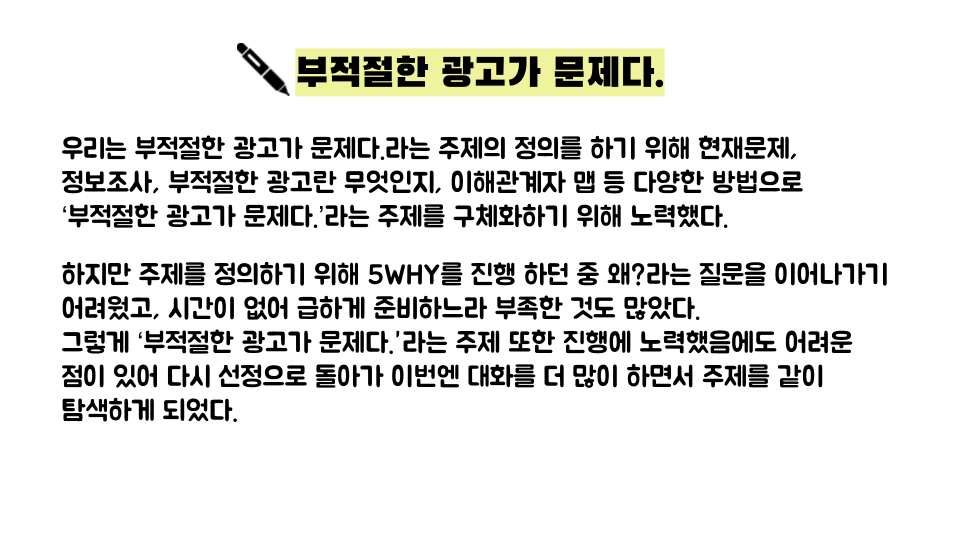 부적절한 광고가 문제다.
우리는 부적절한 광고가 문제다.라는 주제의 정의를 하기 위해 현재문제,
정보조사, 부적절한 광고란 무엇인지, 이해관계자 맵 등 다양한 방법으로
‘부적절한 광고가 문제다.’라는 주제를 구체화하기 위해 노력했다.
하지만 주제를 정의하기 위해 5WHY를 진행 하던 중 왜?라는 질문을 이어나가기
어려웠고, 시간이 없어 급하게 준비하느라 부족한 것도 많았다.
그렇게 ‘부적절한 광고가 문제다.'라는 주제 또한 진행에 노력했음에도 어려운
점이 있어 다시 선정으로 돌아가 이번엔 대화를 더 많이 하면서 주제를 같이
탐색하게 되었다.